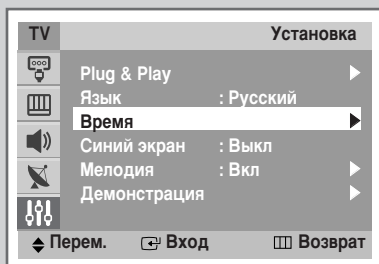 TV Установка
Plug & Play
Язык : Русский
Время
Синий экран : Выкл
Мелодия : Вкл
Демонстрация
Перем. Вход Возврат